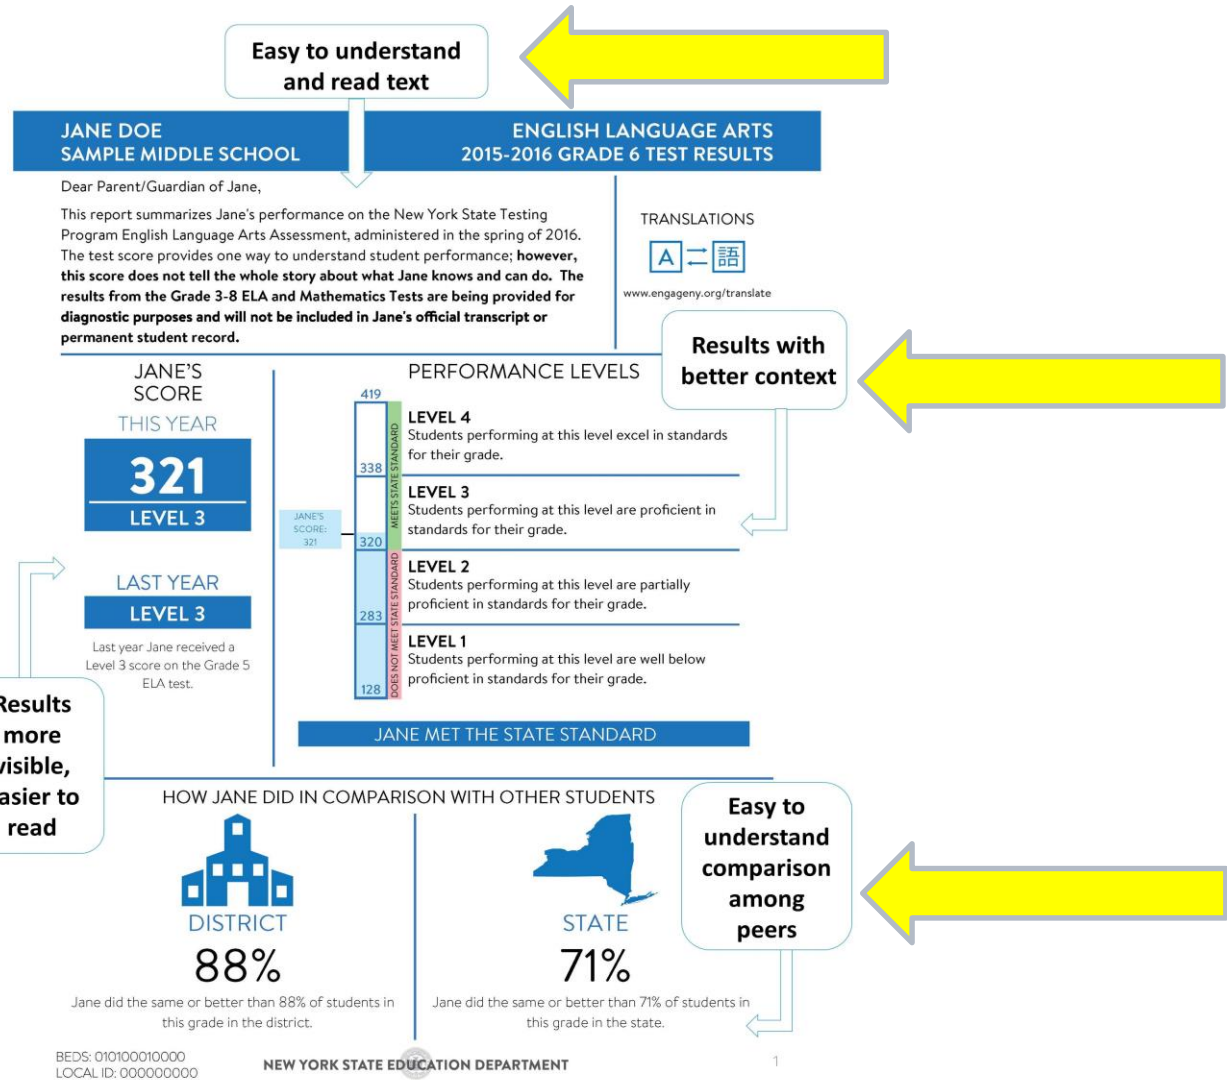 Easy to understand
and read text
JANE DOE
SAMPLE MIDDLE SCHOOL
ENGLISH LANGUAGE ARTS
2015-2016 GRADE 6 TEST RESULTS
Dear Parent/Guardian of Jane,
This report summarizes Jane's performance on the New York State Testing
Program English Language Arts Assessment, administered in the spring of 2016.
The test score provides one way to understand student performance; however,
this score does not tell the whole story about what Jane knows and can do. The
results from the Grade 3-8 ELA and Mathematics Tests are being provided for
diagnostic purposes and will not be included in Jane's official transcript or
permanent student record.
TRANSLATIONS
A 語
www.engageny.org/translate
Results with
better context
JANE'S
SCORE
THIS YEAR
321
LEVEL 3
LAST YEAR
LEVEL 3
Last year Jane received a
Level 3 score on the Grade 5
ELA test.
Results
more
visible,
easier to
read
PERFORMANCE LEVELS
419
338
320
283
128
JANE'S
SCORE:
321
MEETS STATE STANDARD
DOES NOT MEET STATE STANDARD
LEVEL 4
Students performing at this level excel in standards
for their grade.
LEVEL 3
Students performing at this level are proficient in
standards for their grade.
LEVEL 2
Students performing at this level are partially
proficient in standards for their grade.
LEVEL 1
Students performing at this level are well below
proficient in standards for their grade.
JANE MET THE STATE STANDARD
HOW JANE DID IN COMPARISON WITH OTHER STUDENTS
DISTRICT
88%
Jane did the same or better than 88% of students in
this grade in the district.
STATE
71%
Jane did the same or better than 71% of students in
this grade in the state.
Easy to
understand
comparison
among
peers
BEDS: 010100010000
LOCAL ID: 000000000
NEW YORK STATE EDUCATION DEPARTMENT
1